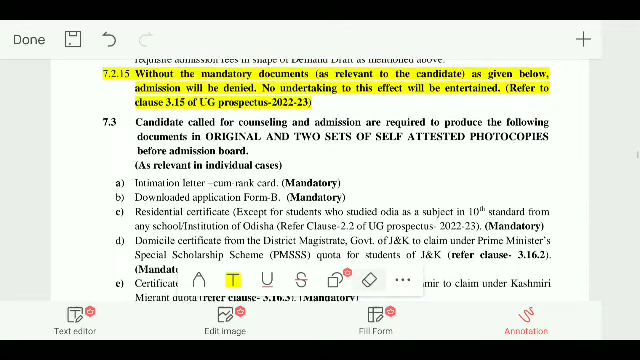 Done
requisite admission fees in shape of Demand Draft as mentioned above.
7.2.15 Without the mandatory documents (as relevant to the candidate) as given below,
admission will be denied. No undertaking to this effect will be entertained. (Refer to
clause 3.15 of UG prospectus-2022-23)
7.3 Candidate called for counseling and admission are required to produce the following
documents in ORIGINAL AND TWO SETS OF SELF ATTESTED PHOTOCOPIES
before admission board.
(As relevant in individual cases)
a) Intimation letter –cum-rank card. (Mandatory)
b) Downloaded application Form-B. (Mandatory)
c) Residential certificate (Except for students who studied odia as a subject in 10th standard from
any school/Institution of Odisha (Refer Clause-2.2 of UG prospectus- 2022-23). (Mandatory)
d) Domicile certificate from the District Magistrate, Govt. of J&K to claim under Prime Minister's
Special Scholarship Scheme (PMSSS) quota for students of J&K (refer clause- 3.16.2)
(Mandat
e) Certificate mir to claim under Kashmiri
Migrant quota (refer clause- 3.16.3) (Mandatory)
T U S
Text editor Edit image Fill Form Annotation